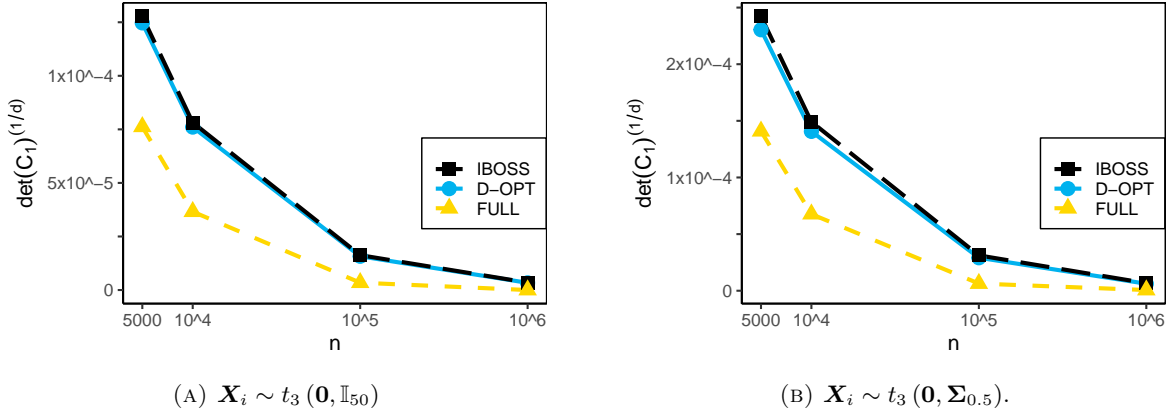 det(C₁)^(1/d)
1x10^−4
5x10^−5
0
5000 10^4 10^5 10^6
n
IBOSS
D−OPT
FULL
(A) 𝑿ᵢ ∼ t₃ (𝟎, 𝕀₅₀)
det(C₁)^(1/d)
2x10^−4
1x10^−4
0
5000 10^4 10^5 10^6
n
IBOSS
D−OPT
FULL
(B) 𝑿ᵢ ∼ t₃ (𝟎, 𝚺₀.₅).